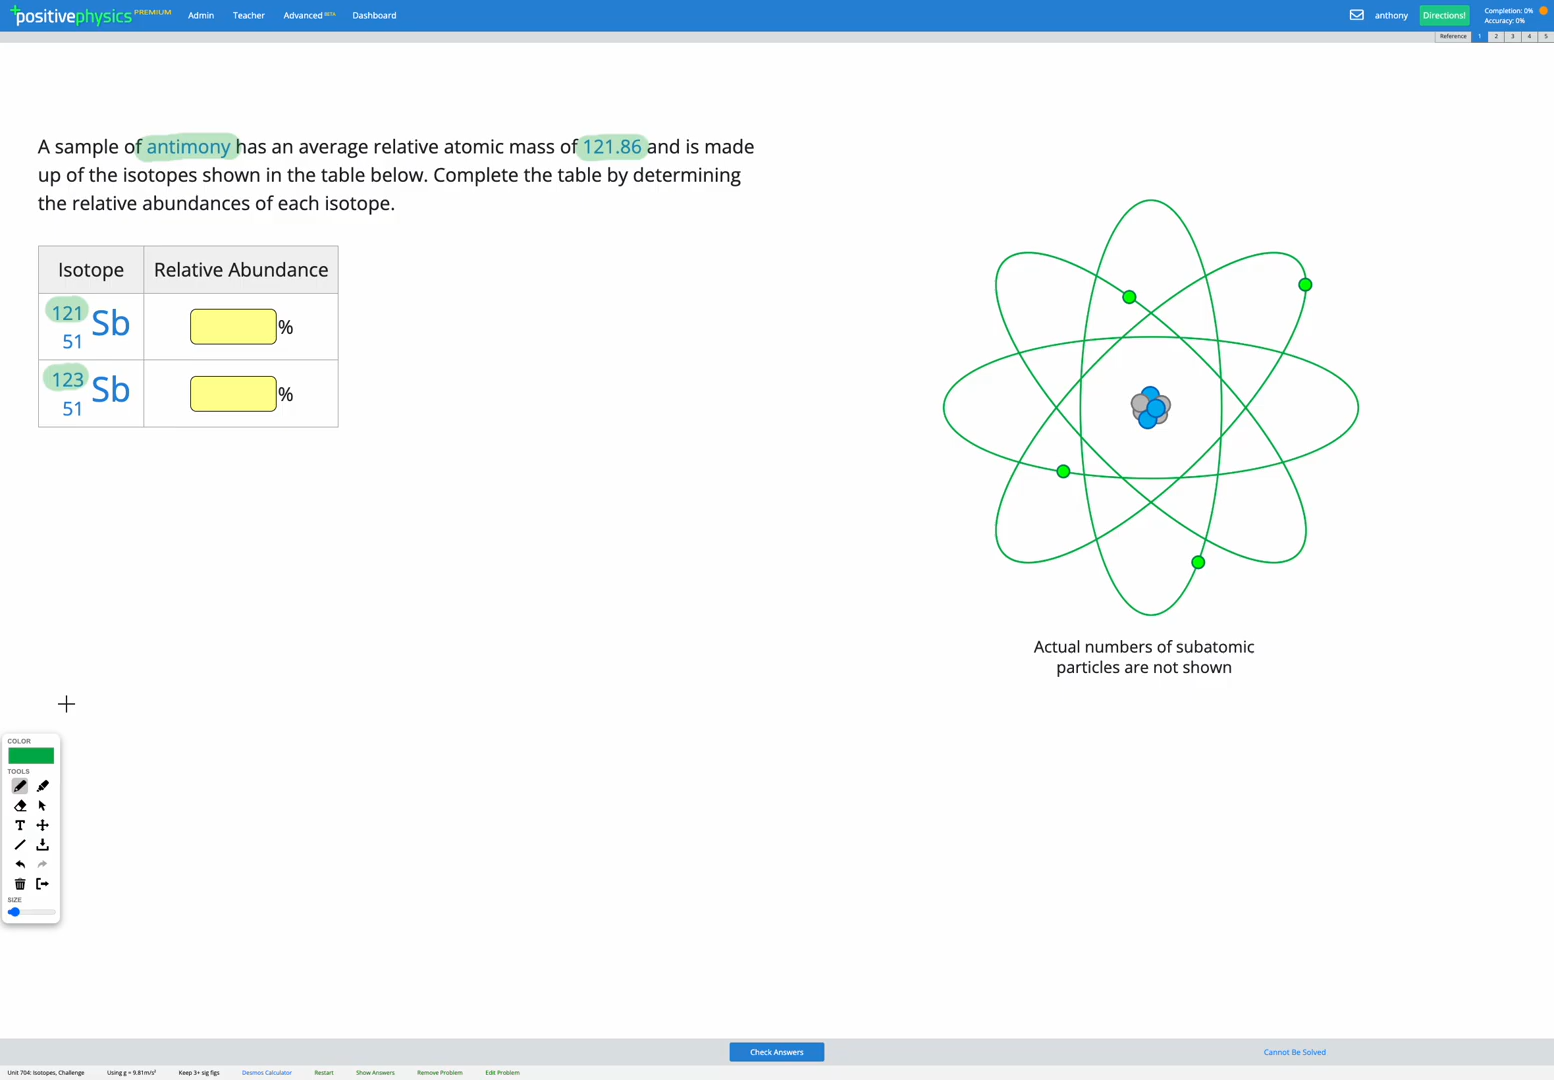 +positivephysics PREMIUM Admin Teacher Advanced BETA Dashboard anthony Directions! Completion: 0%
Accuracy: 0%
Reference 1 2 3 4 5
A sample of antimony has an average relative atomic mass of 121.86 and is made
up of the isotopes shown in the table below. Complete the table by determining
the relative abundances of each isotope.
Isotope Relative Abundance
121
51 Sb %
123
51 Sb %
Actual numbers of subatomic
particles are not shown
COLOR
TOOLS
T
SIZE
Check Answers Cannot Be Solved
Unit 704: Isotopes, Challenge Using g = 9.81m/s² Keep 3+ sig figs Desmos Calculator Restart Show Answers Remove Problem Edit Problem